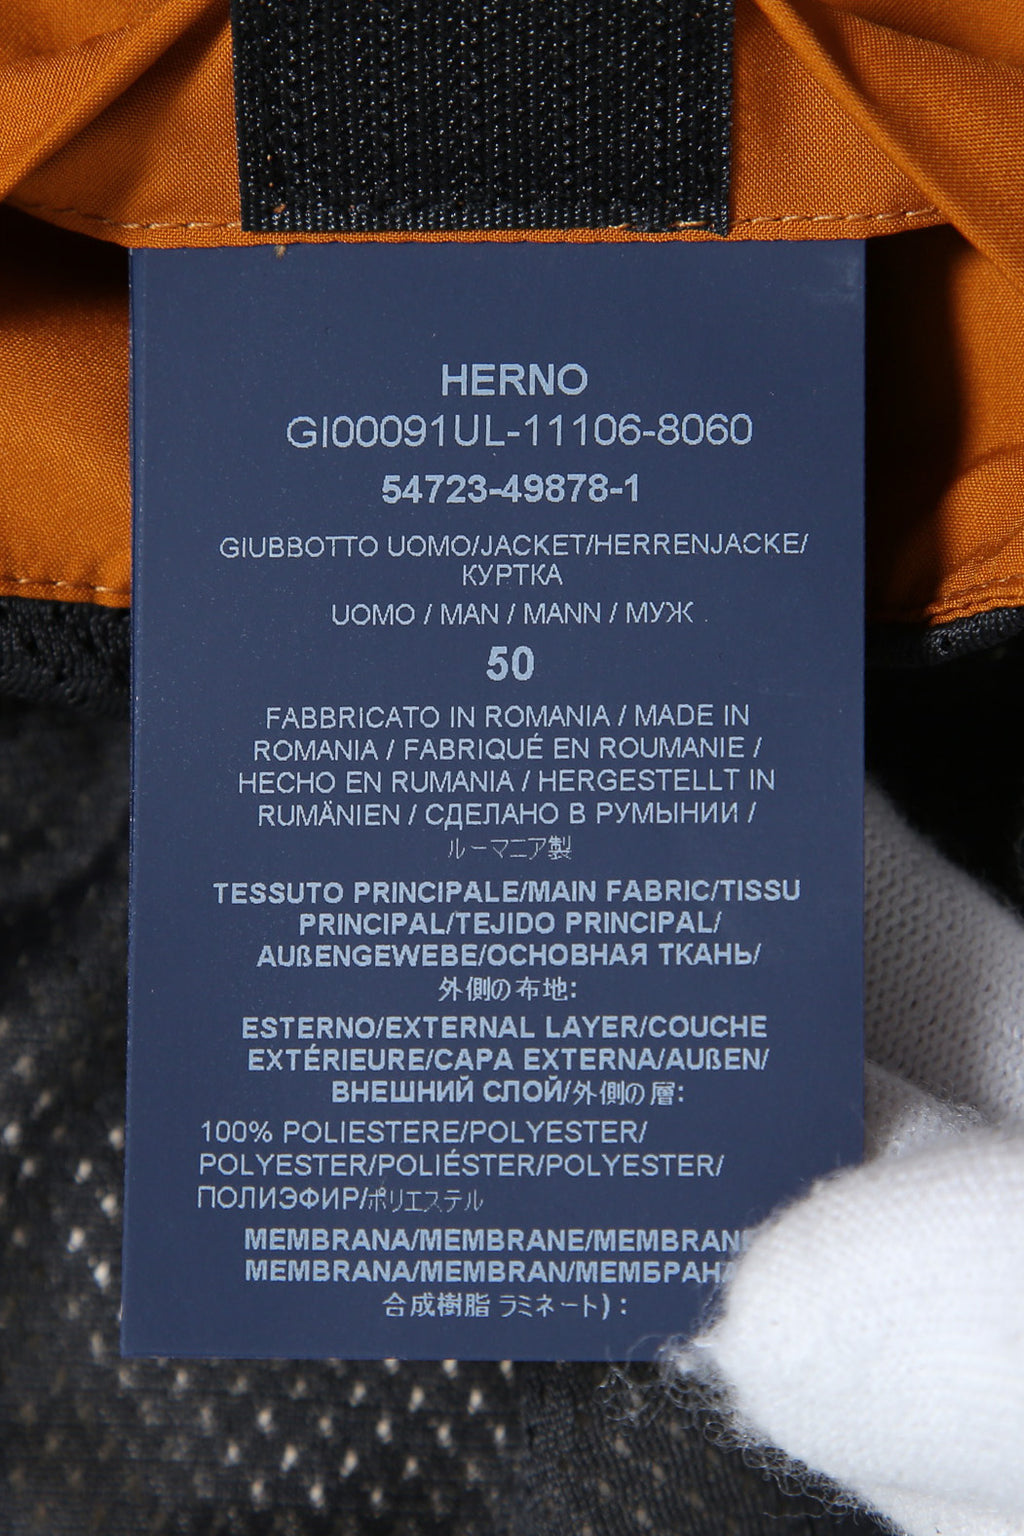 HERNO
GI00091UL-11106-8060
54723-49878-1
GIUBBOTTO UOMO/JACKET/HERRENJACKE/
КУРТКА
UOMO / MAN / MANN / МУЖ
50
FABBRICATO IN ROMANIA / MADE IN
ROMANIA / FABRIQUÉ EN ROUMANIE /
HECHO EN RUMANIA / HERGESTELLT IN
RUMÄNIEN / СДЕЛАНО В РУМЫНИИ /
ルーマニア製
TESSUTO PRINCIPALE/MAIN FABRIC/TISSU
PRINCIPAL/TEJIDO PRINCIPAL/
AUßENGEWEBE/ОСНОВНАЯ ТКАНЬ/
外側の布地:
ESTERNO/EXTERNAL LAYER/COUCHE
EXTÉRIEURE/CAPA EXTERNA/AUßEN/
ВНЕШНИЙ СЛОЙ/外側の層:
100% POLIESTERE/POLYESTER/
POLYESTER/POLIÉSTER/POLYESTER/
ПОЛИЭФИР/ポリエステル
MEMBRANA/MEMBRANE/MEMBRAN
MEMBRANA/MEMBRAN/МЕМБРАНА
合成樹脂 ラミネート) :